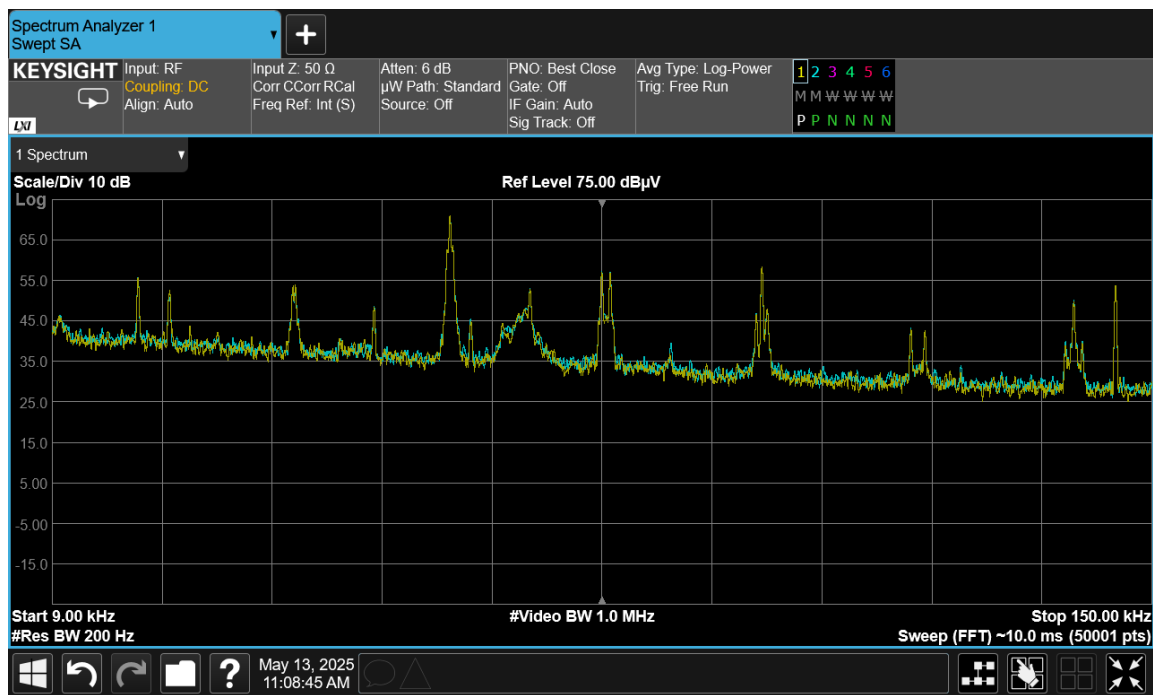 Spectrum Analyzer 1
Swept SA
KEYSIGHT
LXI
Input: RF
Coupling: DC
Align: Auto
Input Z: 50 Ω
Corr CCorr RCal
Freq Ref: Int (S)
Atten: 6 dB
µW Path: Standard
Source: Off
PNO: Best Close
Gate: Off
IF Gain: Auto
Sig Track: Off
Avg Type: Log-Power
Trig: Free Run
1 2 3 4 5 6
M M W W W W
P P N N N N
1 Spectrum
Scale/Div 10 dB
Ref Level 75.00 dBµV
Log
65.0
55.0
45.0
35.0
25.0
15.0
5.00
-5.00
-15.0
Start 9.00 kHz
#Video BW 1.0 MHz
Stop 150.00 kHz
#Res BW 200 Hz
Sweep (FFT) ~10.0 ms (50001 pts)
?
May 13, 2025
11:08:45 AM